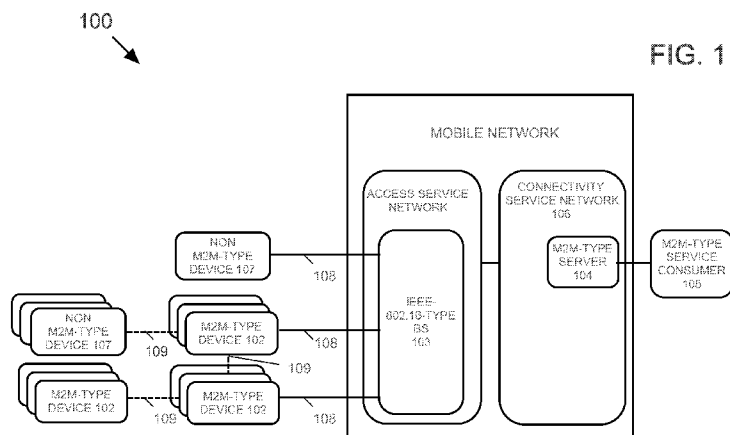 100
FIG. 1
MOBILE NETWORK
ACCESS SERVICE
NETWORK
CONNECTIVITY
SERVICE NETWORK
106
NON
M2M-TYPE
DEVICE 107
108
M2M-TYPE
SERVER
104
M2M-TYPE
SERVICE
CONSUMER
105
IEEE-
802.16-TYPE
BS
103
NON
M2M-TYPE
DEVICE 107
109
M2M-TYPE
DEVICE 102
108
109
M2M-TYPE
DEVICE 102
109
M2M-TYPE
DEVICE 102
108